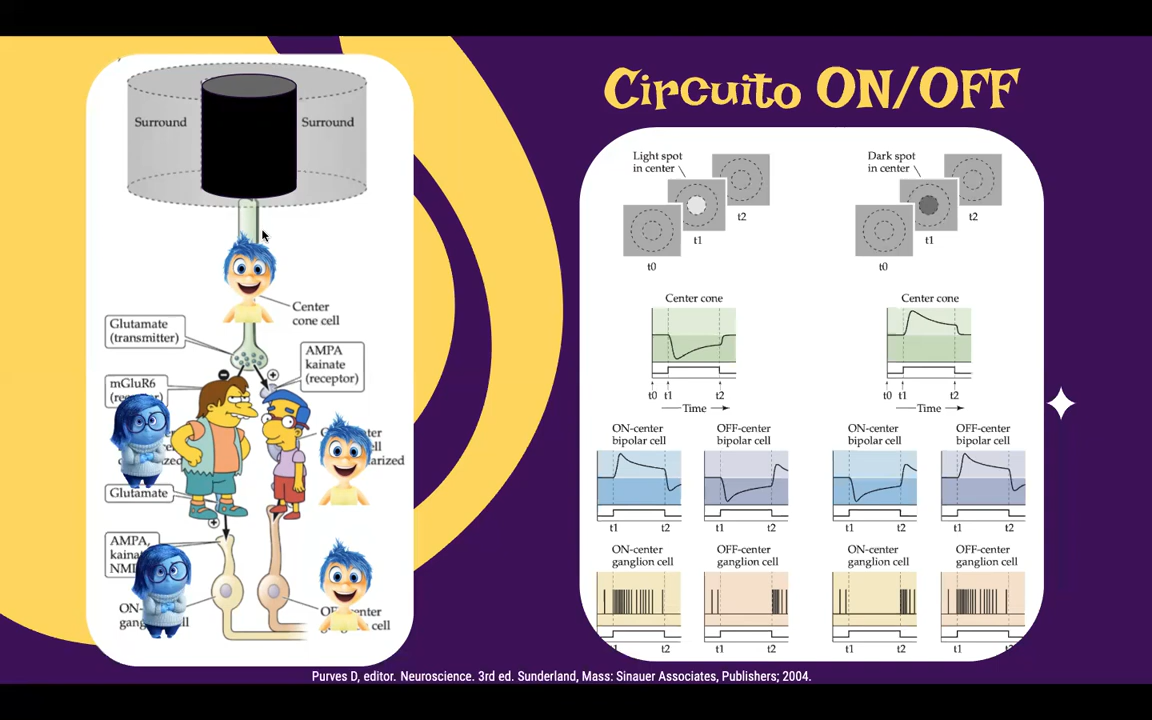 Circuito ON/OFF
Surround
Surround
Center
cone cell
Glutamate
(transmitter)
AMPA
kainate
(receptor)
mGluR6
Glutamate
AMPA,
ON-
cell
Light spot
in center
t0
t1
t2
Dark spot
in center
t0
t1
t2
Center cone
t0 t1 t2
Time
Center cone
t0 t1 t2
Time
ON-center
bipolar cell
t1 t2
OFF-center
bipolar cell
t1 t2
ON-center
bipolar cell
t1 t2
OFF-center
bipolar cell
t1 t2
ON-center
ganglion cell
t1 t2
OFF-center
ganglion cell
t1 t2
ON-center
ganglion cell
t1 t2
OFF-center
ganglion cell
t1 t2
Purves D, editor. Neuroscience. 3rd ed. Sunderland, Mass: Sinauer Associates, Publishers; 2004.